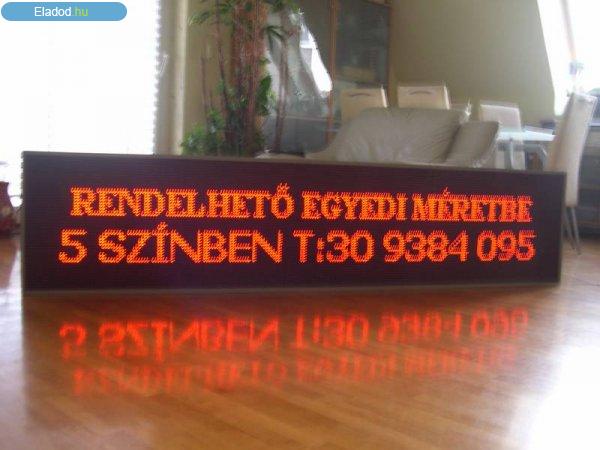 Eladod.hu
RENDELHETŐ EGYEDI MÉRETBE
5 SZÍNBEN T:30 9384 095